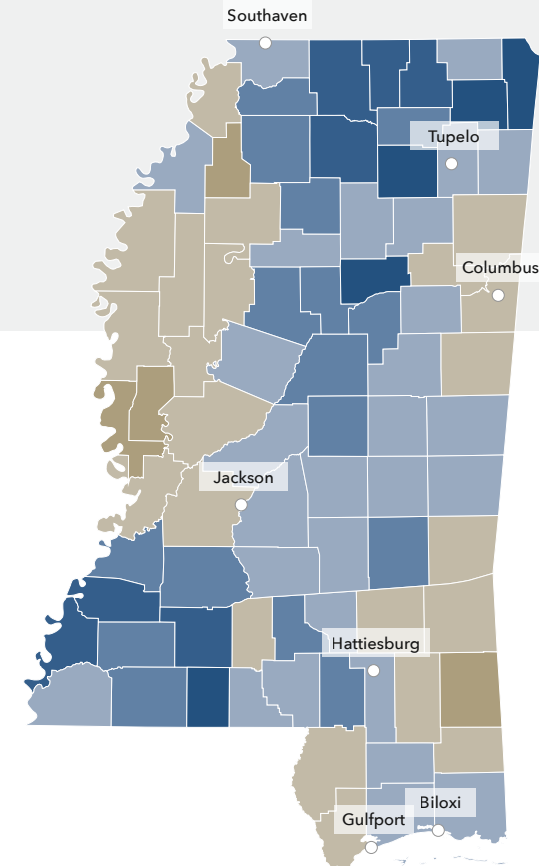 Southaven
Tupelo
Columbus
Jackson
Hattiesburg
Biloxi
Gulfport